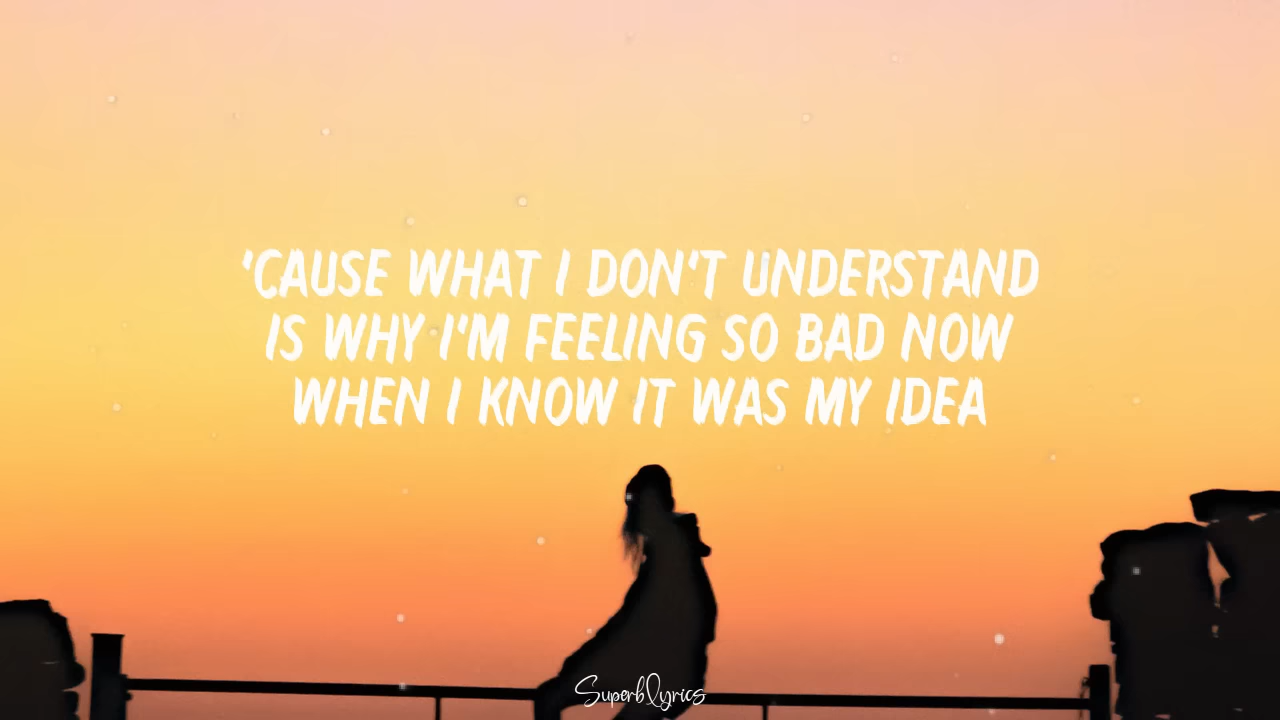 'CAUSE WHAT I DON'T UNDERSTAND
IS WHY I'M FEELING SO BAD NOW
WHEN I KNOW IT WAS MY IDEA
Superblyrics